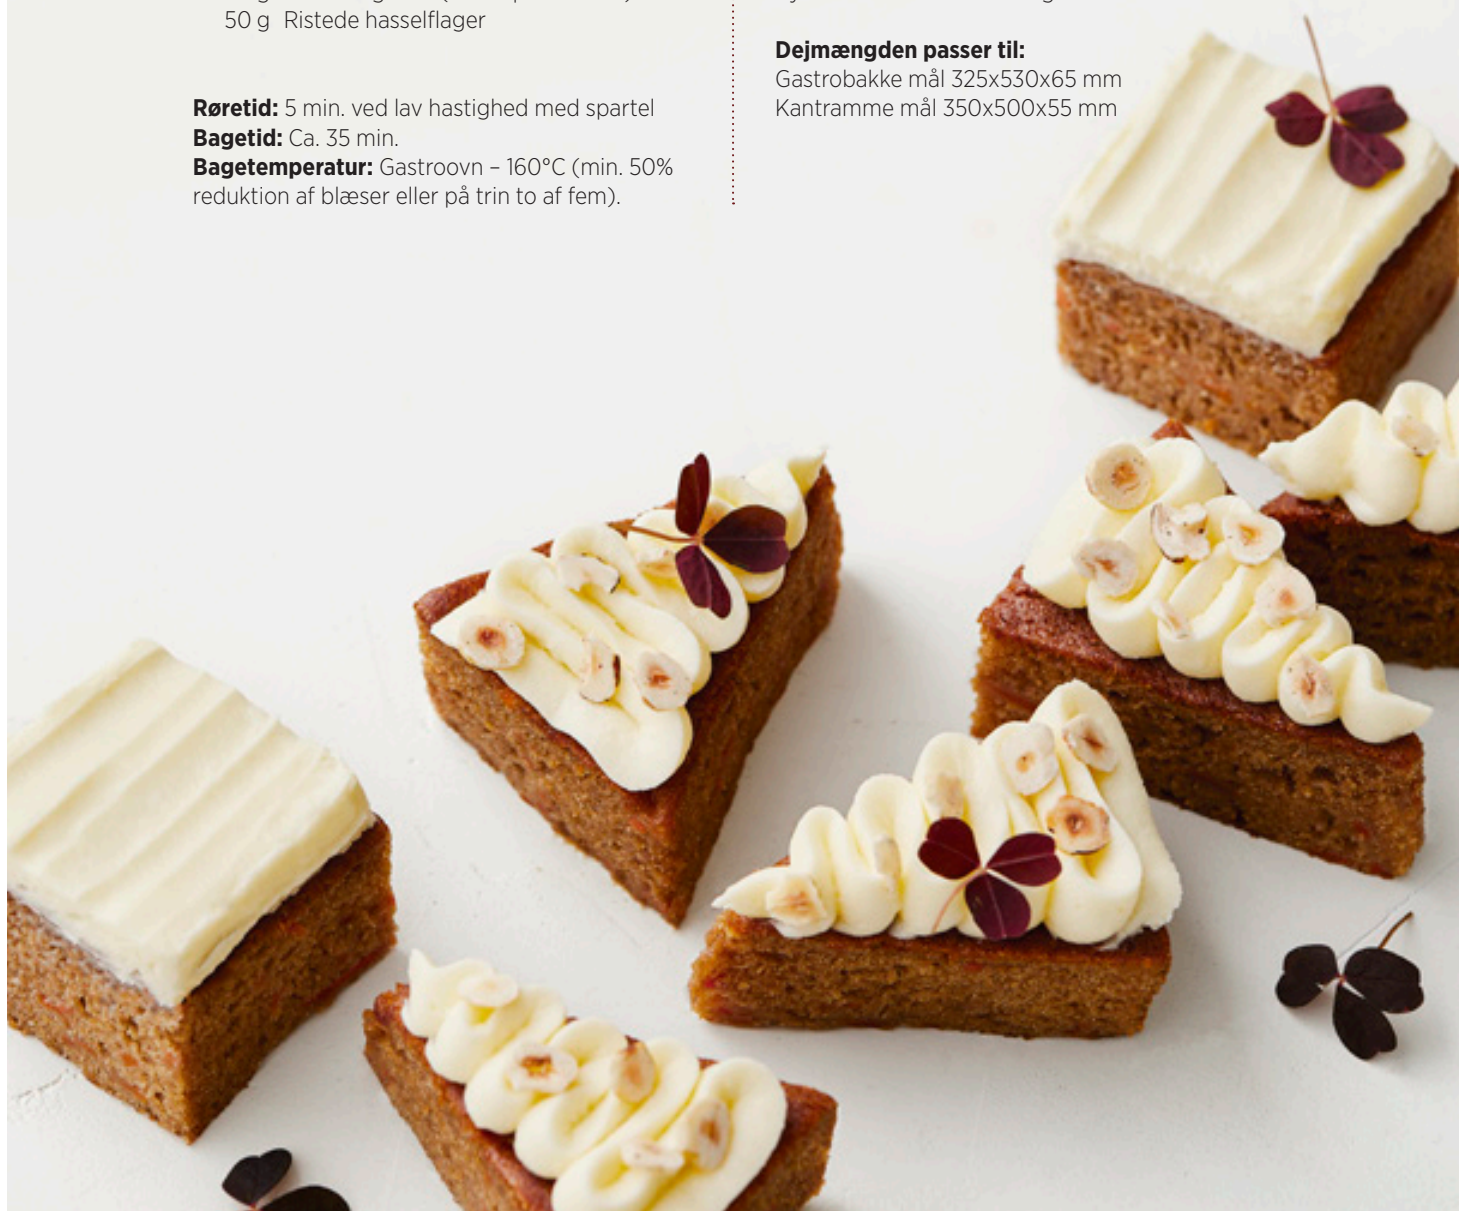 50 g Ristede hasselflager
Røretid: 5 min. ved lav hastighed med spartel
Bagetid: Ca. 35 min.
Bagetemperatur: Gastroovn – 160°C (min. 50%
reduktion af blæser eller på trin to af fem).
Dejmængden passer til:
Gastrobakke mål 325x530x65 mm
Kantramme mål 350x500x55 mm